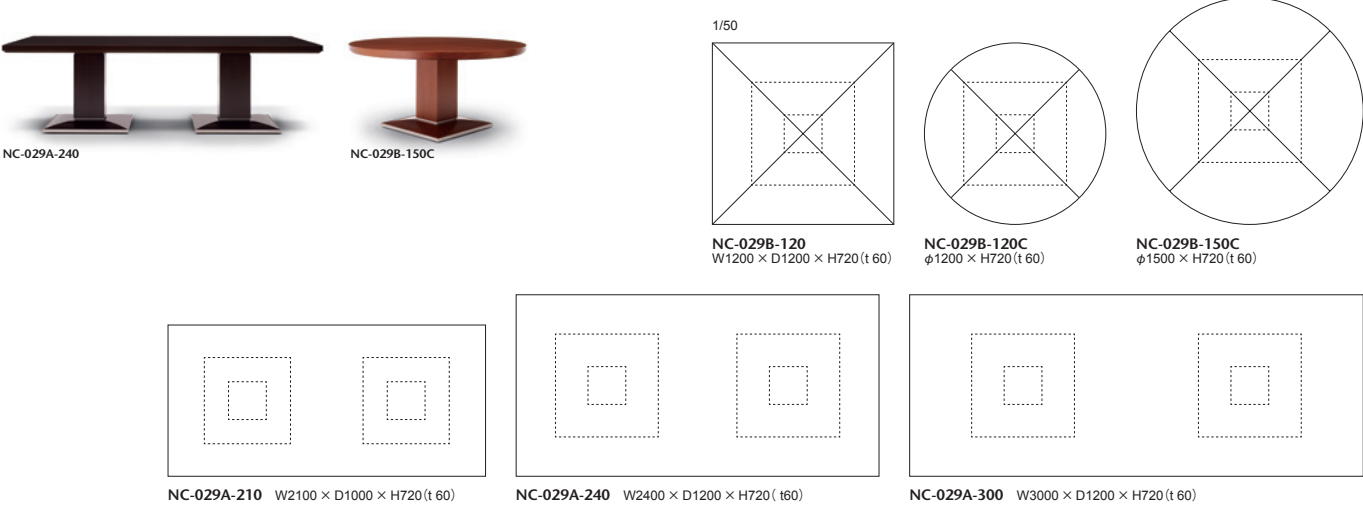 NC-029A-240
NC-029B-150C
1/50
NC-029B-120
W1200 × D1200 × H720(t 60)
NC-029B-120C
φ1200 × H720(t 60)
NC-029B-150C
φ1500 × H720(t 60)
NC-029A-210 W2100 × D1000 × H720(t 60)
NC-029A-240 W2400 × D1200 × H720( t60)
NC-029A-300 W3000 × D1200 × H720(t 60)